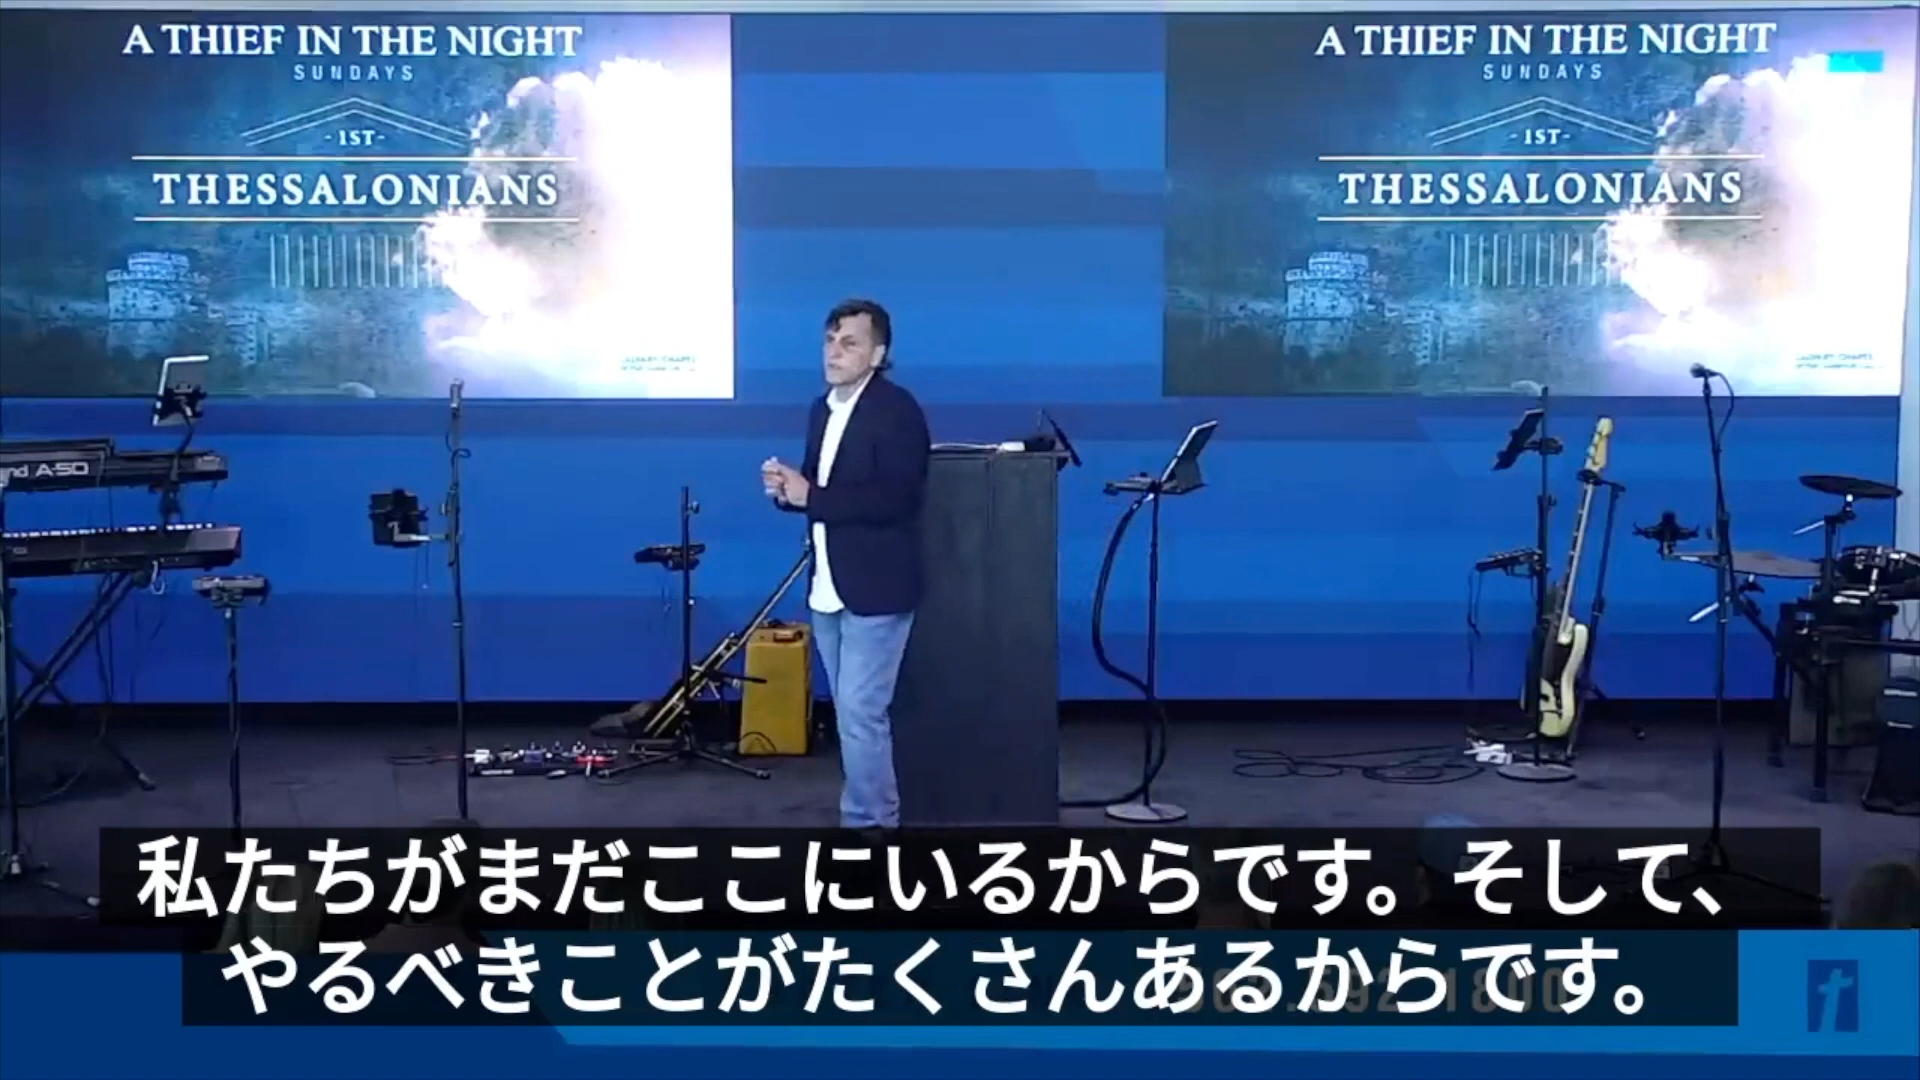 A THIEF IN THE NIGHT
SUNDAYS
-1ST-
THESSALONIANS
A THIEF IN THE NIGHT
SUNDAYS
-1ST-
THESSALONIANS
A-50
私たちがまだここにいるからです。そして、
やるべきことがたくさんあるからです。